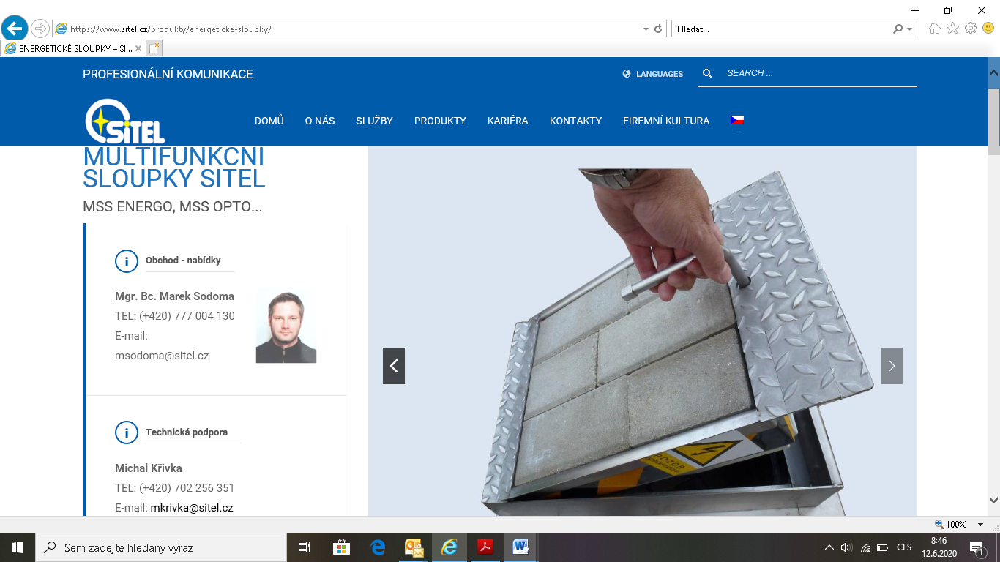 https://www.sitel.cz/produkty/energeticke-sloupky/
Hledat...
ENERGETICKÉ SLOUPKY – SI...
PROFESIONÁLNÍ KOMUNIKACE
LANGUAGES
SEARCH ...
SiTEL
DOMŮ
O NÁS
SLUŽBY
PRODUKTY
KARIÉRA
KONTAKTY
FIREMNÍ KULTURA
MULTIFUNKČNÍ
SLOUPKY SITEL
MSS ENERGO, MSS OPTO...
Obchod - nabídky
Mgr. Bc. Marek Sodoma
TEL: (+420) 777 004 130
E-mail:
msodoma@sitel.cz
Technická podpora
Michal Křivka
TEL: (+420) 702 256 351
E-mail: mkrivka@sitel.cz
POZOR
100%
Sem zadejte hledaný výraz
CES
8:46
12.6.2020
1